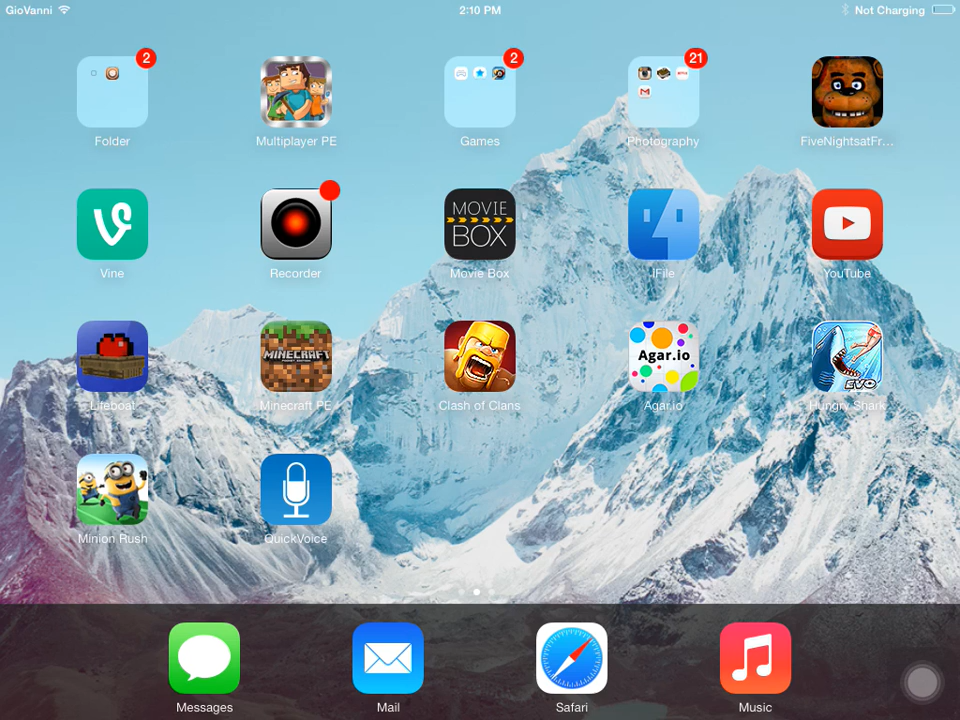 GioVanni
2:10 PM
Not Charging
2
2
21
Folder
Multiplayer PE
Games
Photography
FiveNightsatFr...
MOVIE
BOX
Vine
Recorder
Movie Box
iFile
YouTube
MINECRAFT
Agar.io
EVO
Lifeboat
Minecraft PE
Clash of Clans
Agar.io
Hungry Shark
Minion Rush
QuickVoice
Messages
Mail
Safari
Music